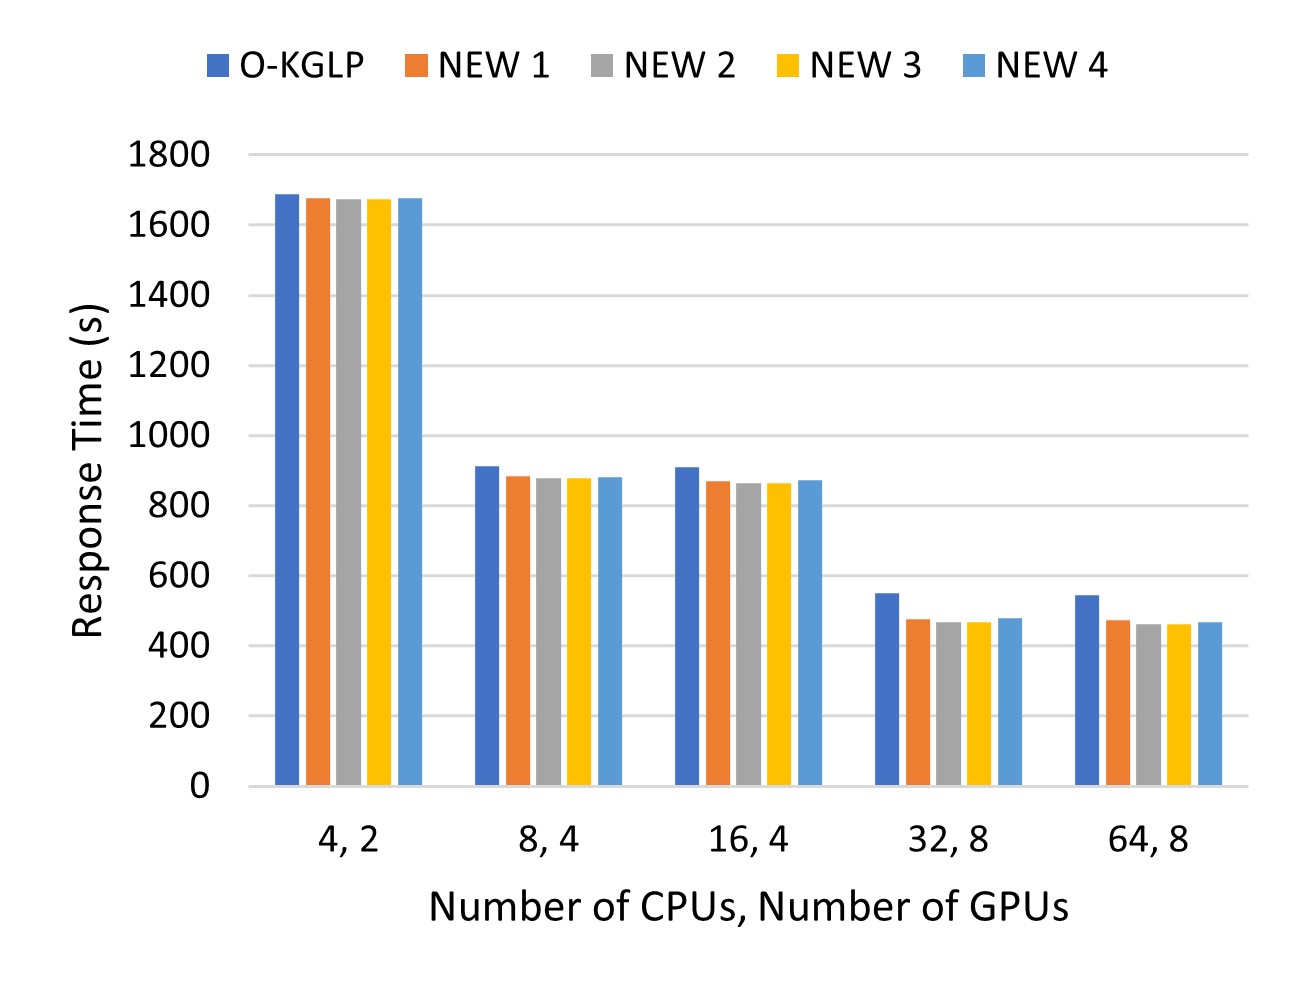 O-KGLP NEW 1 NEW 2 NEW 3 NEW 4
1800
1600
1400
1200
1000
800
600
400
200
0
Response Time (s)
4, 2 8, 4 16, 4 32, 8 64, 8
Number of CPUs, Number of GPUs